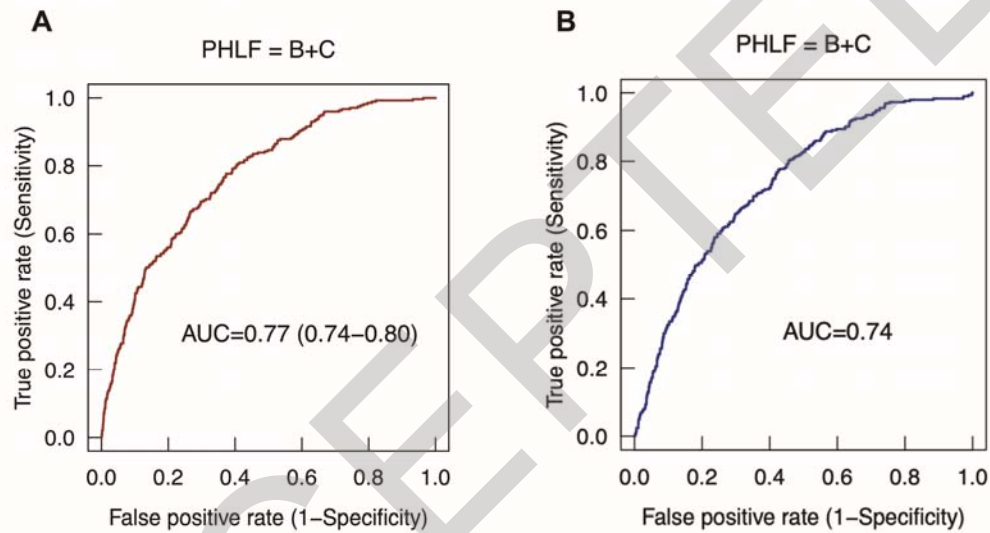 A
PHLF = B+C
True positive rate (Sensitivity)
1.0
0.8
0.6
0.4
0.2
0.0
AUC=0.77 (0.74−0.80)
0.0 0.2 0.4 0.6 0.8 1.0
False positive rate (1−Specificity)
B
PHLF = B+C
True positive rate (Sensitivity)
1.0
0.8
0.6
0.4
0.2
0.0
AUC=0.74
0.0 0.2 0.4 0.6 0.8 1.0
False positive rate (1−Specificity)
CEPTE